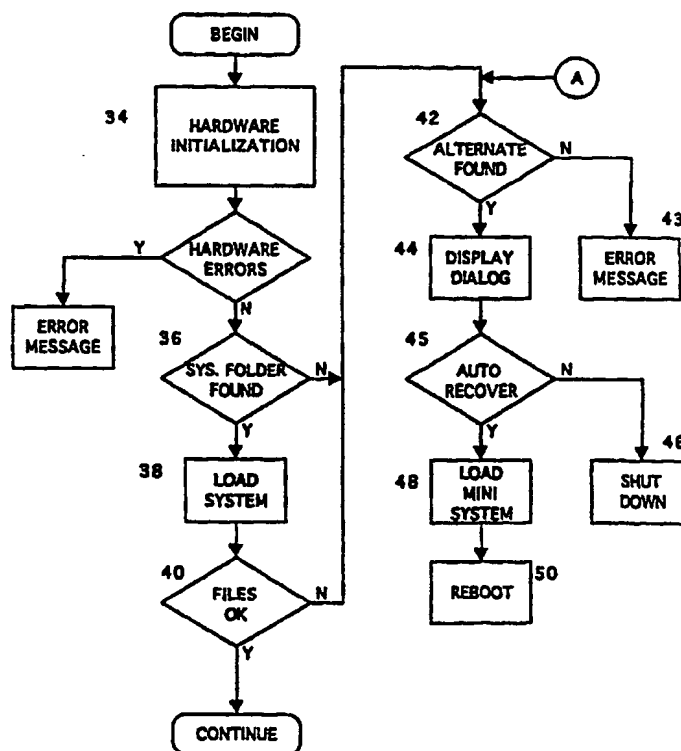 BEGIN
34
HARDWARE
INITIALIZATION
HARDWARE
ERRORS
Y
N
ERROR
MESSAGE
36
SYS. FOLDER
FOUND
N
Y
38
LOAD
SYSTEM
40
FILES
OK
N
Y
CONTINUE
A
42
ALTERNATE
FOUND
N
Y
43
ERROR
MESSAGE
44
DISPLAY
DIALOG
45
AUTO
RECOVER
N
Y
46
SHUT
DOWN
48
LOAD
MINI
SYSTEM
50
REBOOT